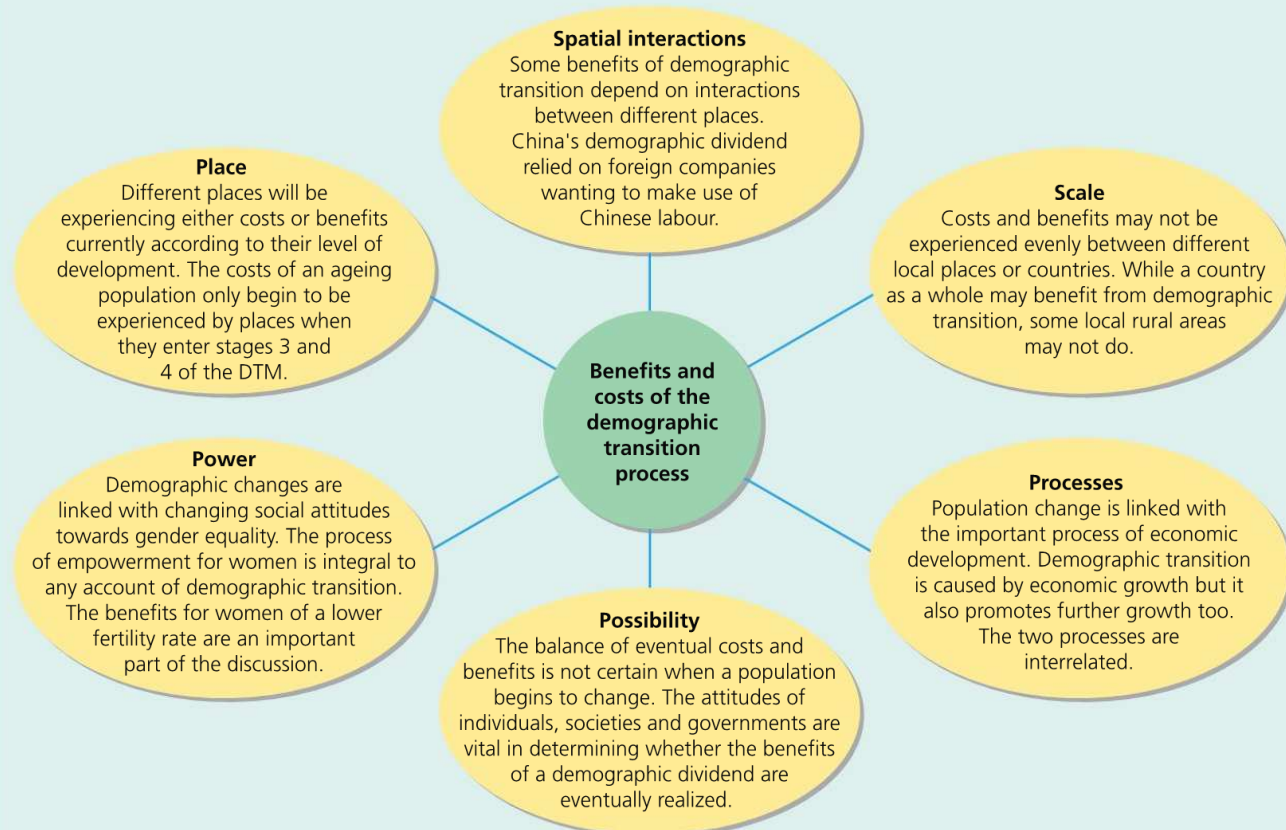 Spatial interactions
Some benefits of demographic
transition depend on interactions
between different places.
China's demographic dividend
relied on foreign companies
wanting to make use of
Chinese labour.
Place
Different places will be
experiencing either costs or benefits
currently according to their level of
development. The costs of an ageing
population only begin to be
experienced by places when
they enter stages 3 and
4 of the DTM.
Scale
Costs and benefits may not be
experienced evenly between different
local places or countries. While a country
as a whole may benefit from demographic
transition, some local rural areas
may not do.
Benefits and
costs of the
demographic
transition
process
Power
Demographic changes are
linked with changing social attitudes
towards gender equality. The process
of empowerment for women is integral to
any account of demographic transition.
The benefits for women of a lower
fertility rate are an important
part of the discussion.
Processes
Population change is linked with
the important process of economic
development. Demographic transition
is caused by economic growth but it
also promotes further growth too.
The two processes are
interrelated.
Possibility
The balance of eventual costs and
benefits is not certain when a population
begins to change. The attitudes of
individuals, societies and governments are
vital in determining whether the benefits
of a demographic dividend are
eventually realized.